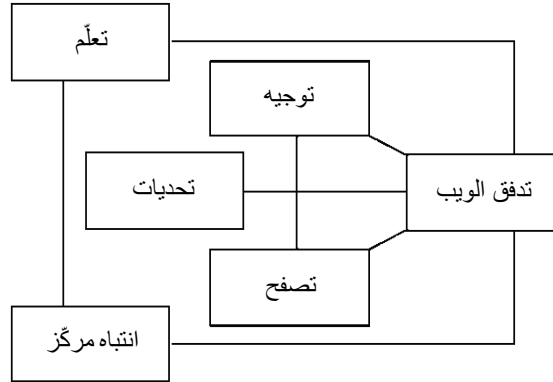 تعلّم
توجيه
تدفق الويب
تحديات
تصفح
انتباه مركّز